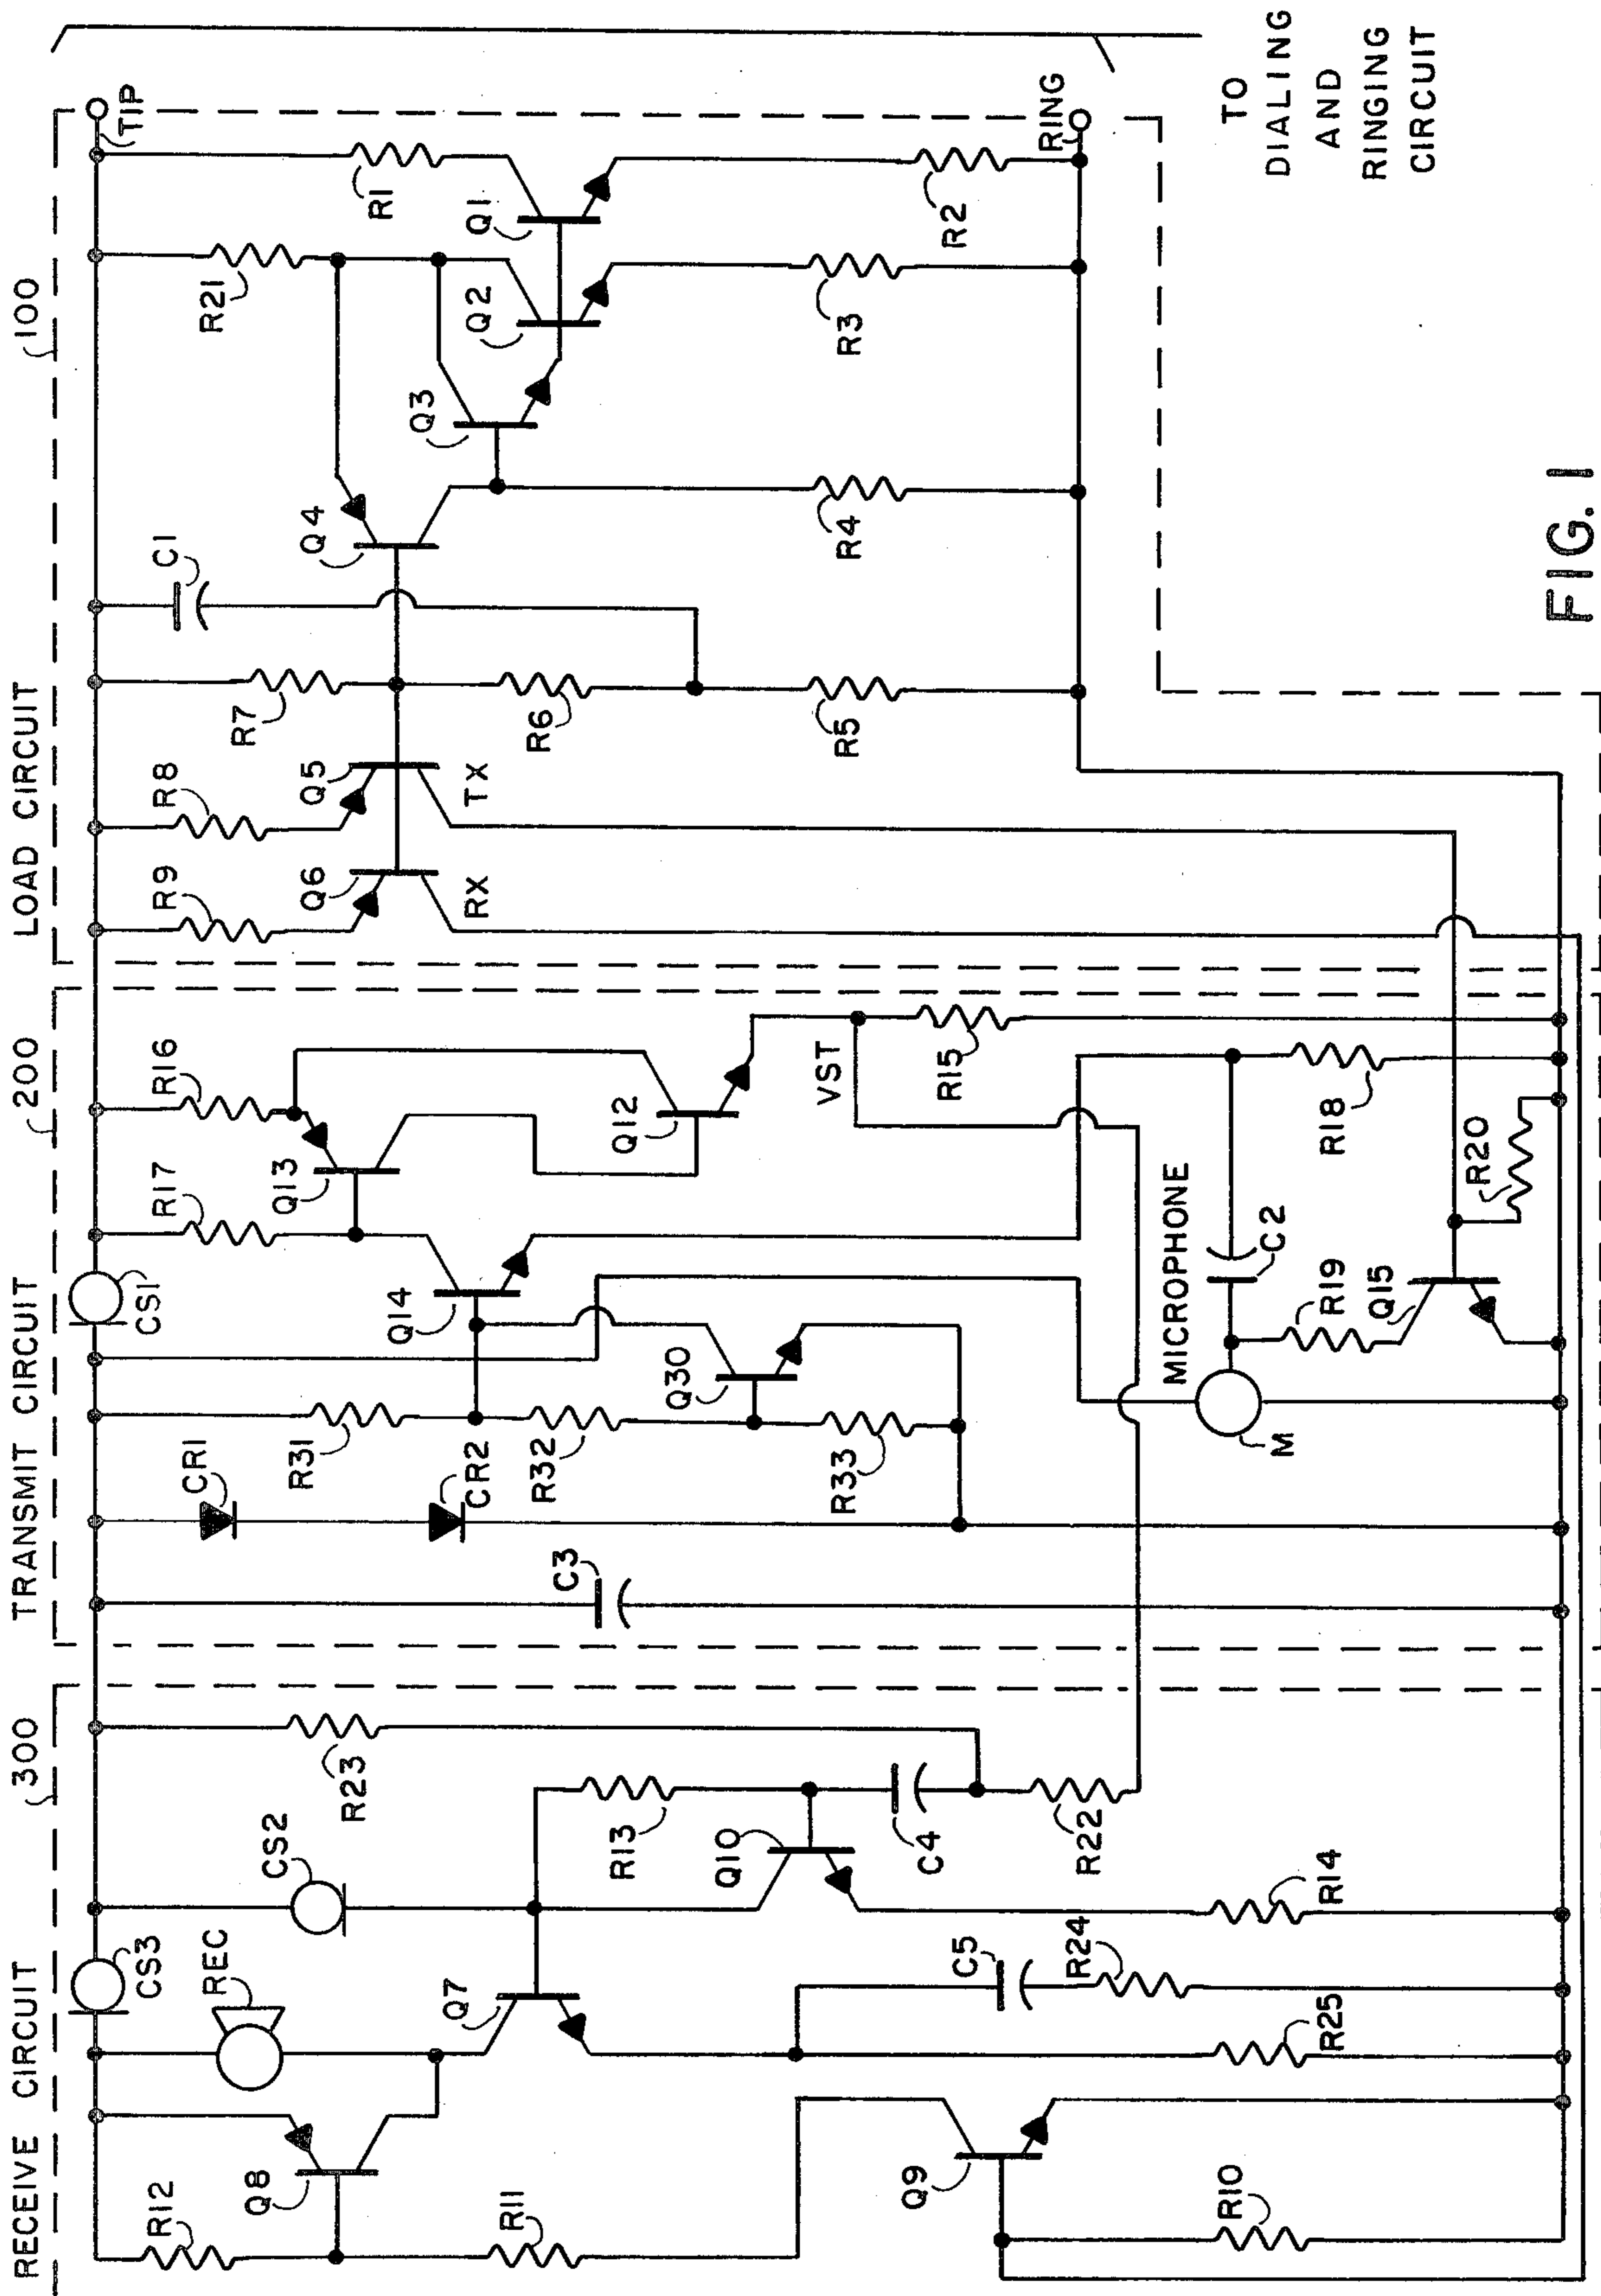 RECEIVE CIRCUIT
300
TRANSMIT CIRCUIT
200
LOAD CIRCUIT
100
TIP
R12
Q8
REC
CS3
CS2
R23
R11
Q7
R13
Q10
C4
R22
C5
R24
R14
R25
Q9
R10
C3
CR1
CR2
R31
R32
R33
Q30
Q14
CS1
R17
R16
Q13
Q12
VST
R15
MICROPHONE
M
C2
R18
R19
Q15
R20
R9
R8
Q6
Q5
RX
TX
R7
R6
R5
C1
Q4
R4
Q3
R21
Q2
R3
Q1
R1
R2
RING
TO
DIALING
AND
RINGING
CIRCUIT
FIG. 1